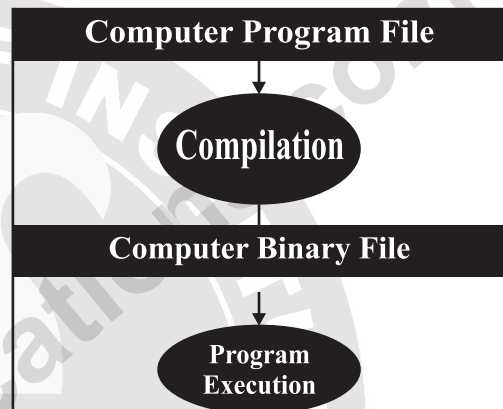 Computer Program File
Compilation
Computer Binary File
Program
Execution